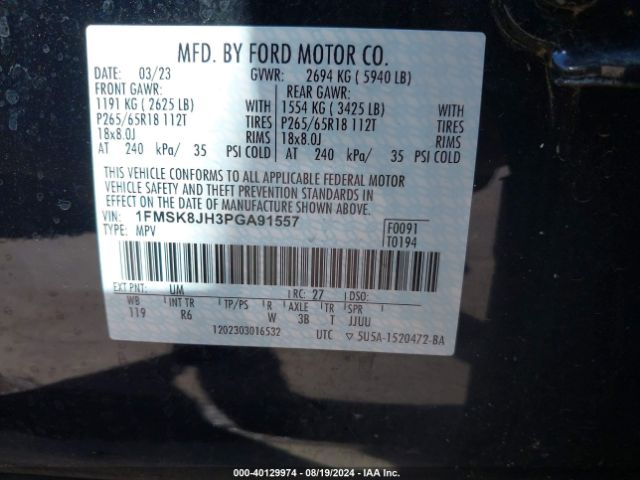 MFD. BY FORD MOTOR CO.
DATE: 03/23 GVWR: 2694 KG ( 5940 LB)
FRONT GAWR: REAR GAWR:
1191 KG ( 2625 LB) WITH 1554 KG ( 3425 LB) WITH
P265/65R18 112T TIRES P265/65R18 112T TIRES
18x8.0J RIMS 18x8.0J RIMS
AT 240 kPa/ 35 PSI COLD AT 240 kPa/ 35 PSI COLD
THIS VEHICLE CONFORMS TO ALL APPLICABLE FEDERAL MOTOR
VEHICLE SAFETY AND THEFT PREVENTION STANDARDS IN
EFFECT ON THE DATE OF MANUFACTURE SHOWN ABOVE.
VIN: 1FMSK8JH3PGA91557 F0091
TYPE: MPV T0194
EXT PNT: UM RC: 27 DSO:
WB INT TR TP/PS R AXLE TR SPR
119 R6 W 3B T JJUU
1202303016532 UTC ▽ 5U5A-1520472-BA
000-40129974 - 08/19/2024 - IAA Inc.